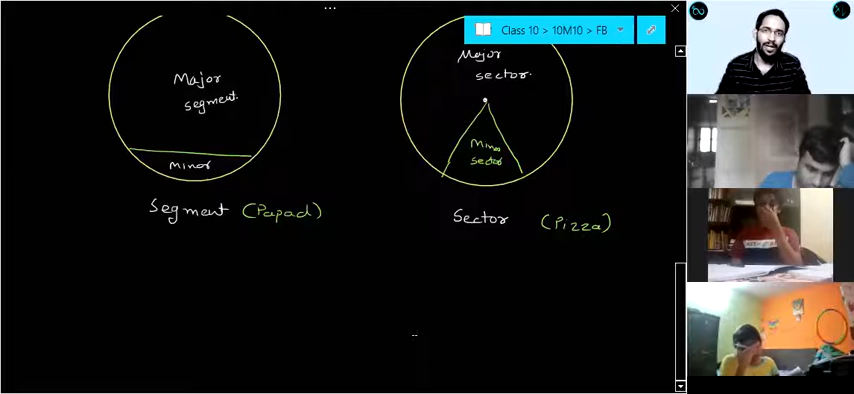 Class 10 > 10M10 > FB
Major
segment.
Minor
Segment (Papad)
Major
sector.
Minor
sector
Sector (Pizza)